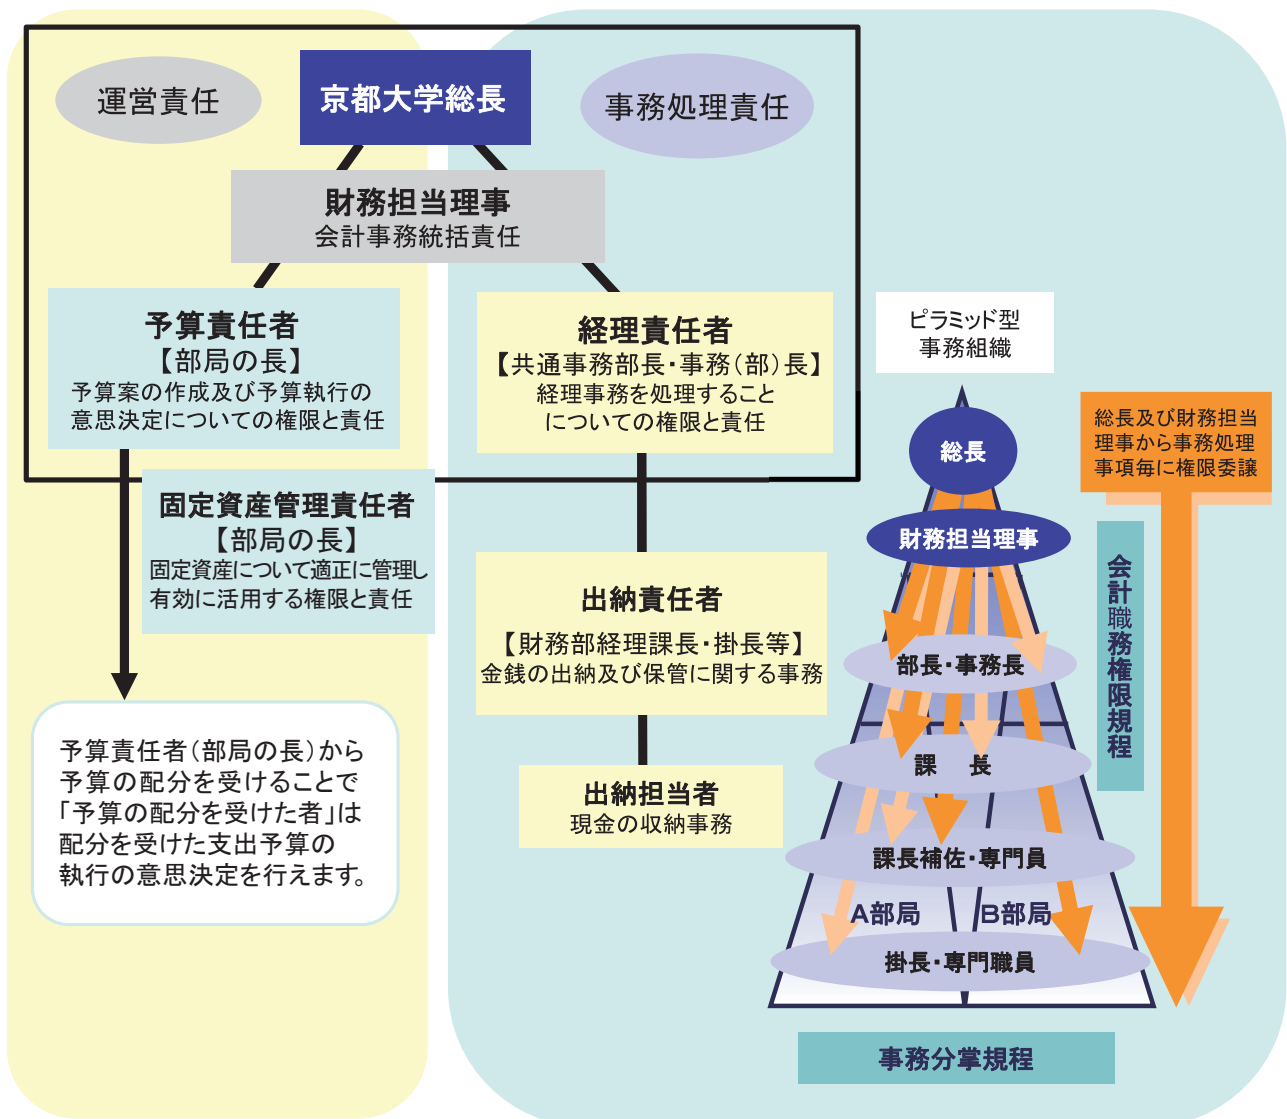 運営責任
京都大学総長
事務処理責任
財務担当理事
会計事務統括責任
予算責任者
【部局の長】
予算案の作成及び予算執行の
意思決定についての権限と責任
経理責任者
【共通事務部長・事務(部)長】
経理事務を処理すること
についての権限と責任
固定資産管理責任者
【部局の長】
固定資産について適正に管理し
有効に活用する権限と責任
出納責任者
【財務部経理課長・掛長等】
金銭の出納及び保管に関する事務
出納担当者
現金の収納事務
予算責任者(部局の長)から
予算の配分を受けることで
「予算の配分を受けた者」は
配分を受けた支出予算の
執行の意思決定を行えます。
ピラミッド型
事務組織
総長
財務担当理事
部長・事務長
課 長
課長補佐・専門員
A部局
B部局
掛長・専門職員
総長及び財務担当
理事から事務処理
事項毎に権限委譲
会計職務権限規程
事務分掌規程